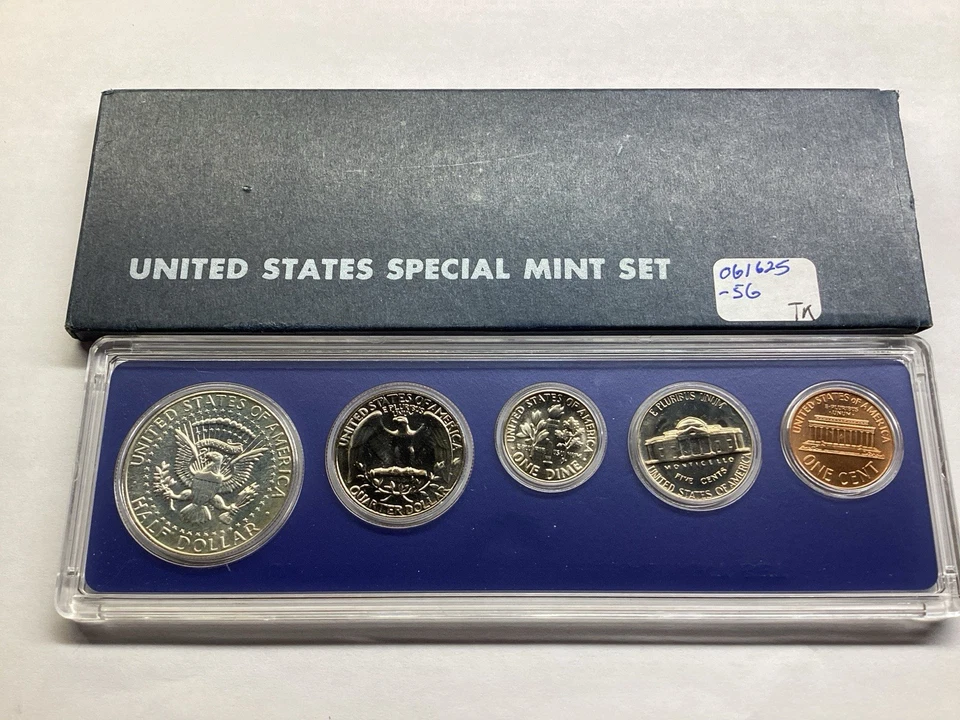 UNITED STATES SPECIAL MINT SET
061625
-56
TK
UNITED STATES OF AMERICA
HALF DOLLAR
UNITED STATES OF AMERICA
E PLURIBUS
QUARTER DOLLAR
UNITED STATES OF AMERICA
ONE DIME
E PLURIBUS UNUM
MONTICELLO
FIVE CENTS
UNITED STATES OF AMERICA
UNITED STATES OF AMERICA
E PLURIBUS
UNUM
ONE CENT